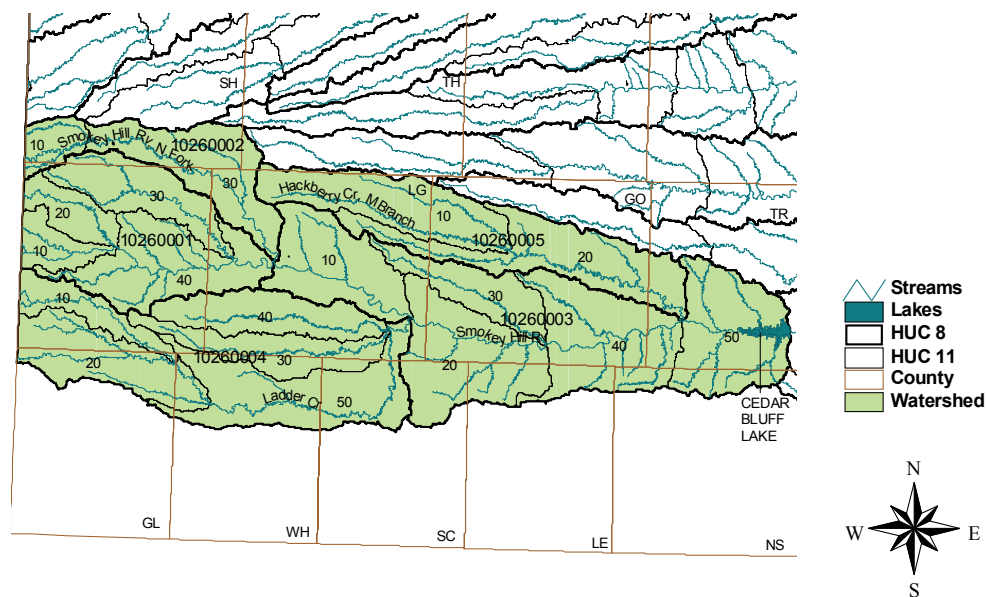 SH
TH
10
Smokey Hill Rv, N. Fork
10260002
30
30
LG
Hackberry Cr, M Branch
GO
TR
20
10
10260001
10260005
10
10
20
40
10
30
40
10260003
Smokey Hill Rv
40
50
20
10260004
30
20
Ladder Cr
50
CEDAR
BLUFF
LAKE
GL
WH
SC
LE
NS
Streams
Lakes
HUC 8
HUC 11
County
Watershed
N
W
E
S